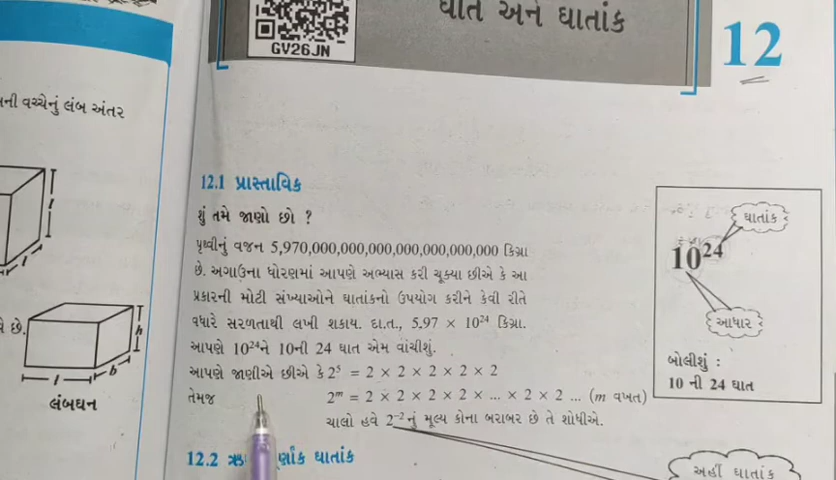 ઘાત અને ઘાતાંક
12
GV26JN
વચ્ચેનું લંબ અંતર
12.1 પ્રાસ્તાવિક
શું તમે જાણો છો ?
પૃથ્વીનું વજન 5,970,000,000,000,000,000,000,000 કિગ્રા
છે. અગાઉના ધોરણમાં આપણે અભ્યાસ કરી ચૂક્યા છીએ કે આ
પ્રકારની મોટી સંખ્યાઓને ઘાતાંકનો ઉપયોગ કરીને કેવી રીતે
વધારે સરળતાથી લખી શકાય. દા.ત., 5.97 × 10²⁴ કિગ્રા.
આપણે 10²⁴ને 10ની 24 ઘાત એમ વાંચીશું.
આપણે જાણીએ છીએ કે 2⁵ = 2 × 2 × 2 × 2 × 2
તેમજ 2ᵐ = 2 × 2 × 2 × 2 × ... × 2 × 2 ... (m વખત)
ચાલો હવે 2⁻² નું મૂલ્ય કોના બરાબર છે તે શોધીએ.
12.2 ઘાતાંક
ઘાતાંક
10²⁴
આધાર
બોલીશું :
10 ની 24 ઘાત
અહીં ઘાતાંક
l
l
છે.
h
l
b
લંબઘન